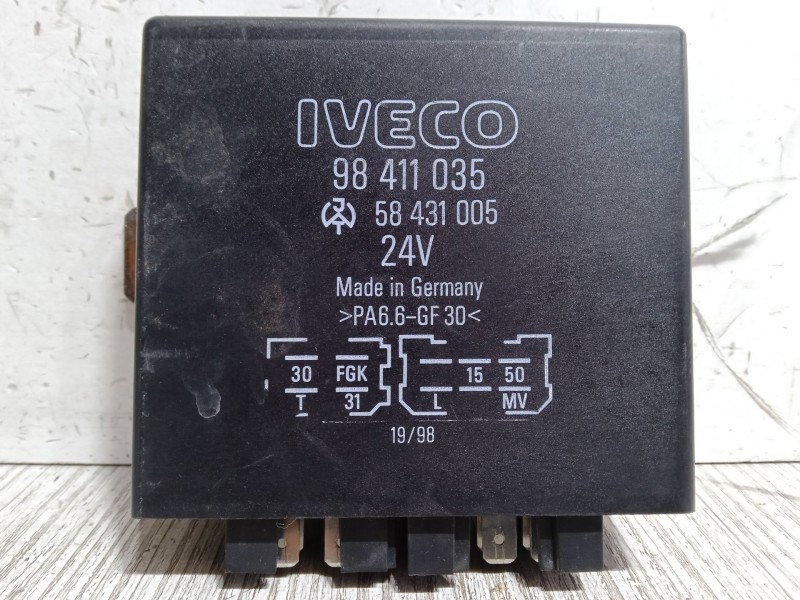 IVECO
98 411 035
58 431 005
24V
Made in Germany
>PA6.6-GF 30<
30 FGK 15 50
T 31 L MV
19/98